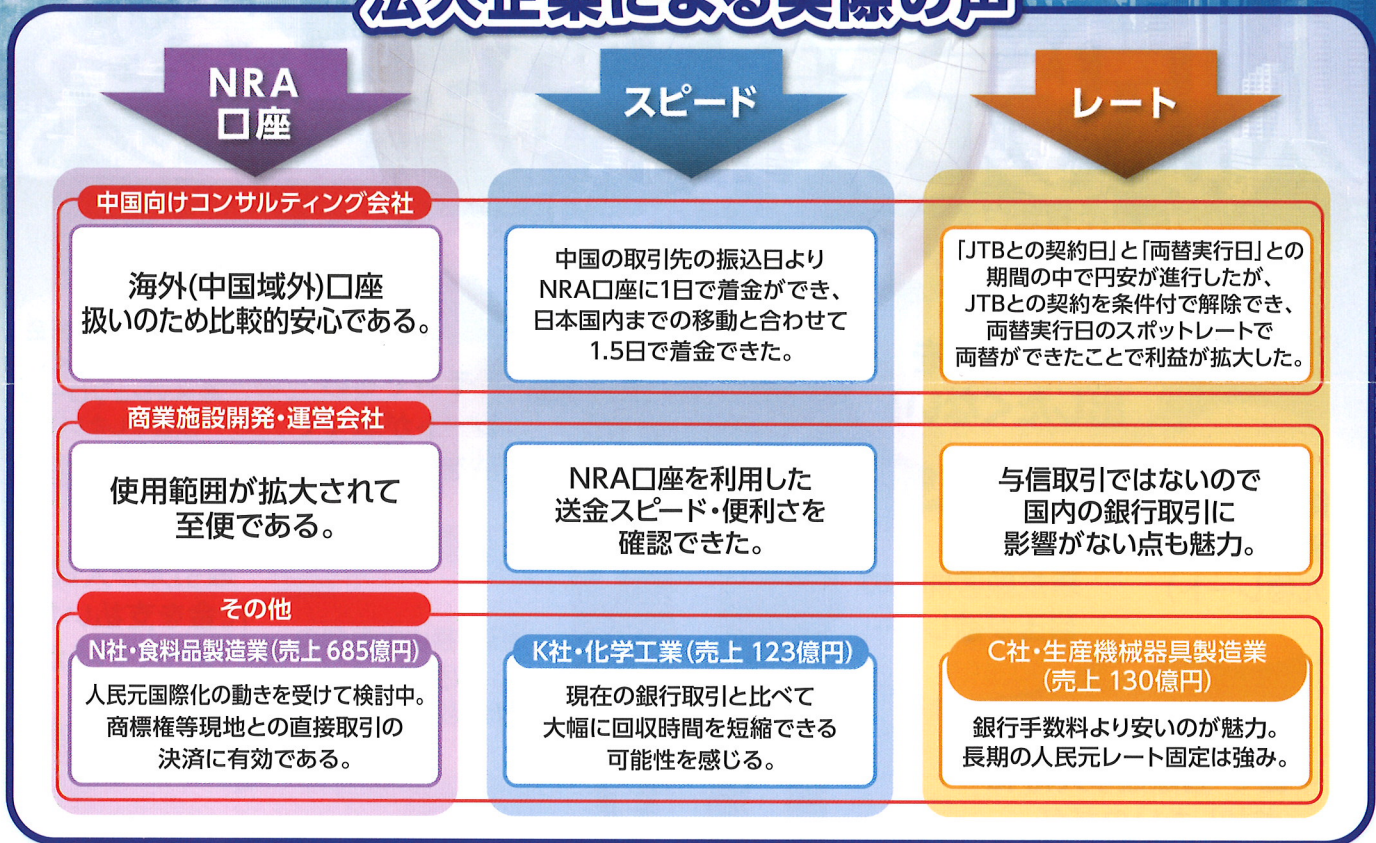 法人企業による実際の声
NRA
口座
スピード
レート
中国向けコンサルティング会社
海外(中国域外)口座
扱いのため比較的安心である。
中国の取引先の振込日より
NRA口座に1日で着金ができ、
日本国内までの移動と合わせて
1.5日で着金できた。
「JTBとの契約日」と「両替実行日」との
期間の中で円安が進行したが、
JTBとの契約を条件付で解除でき、
両替実行日のスポットレートで
両替ができたことで利益が拡大した。
商業施設開発・運営会社
使用範囲が拡大されて
至便である。
NRA口座を利用した
送金スピード・便利さを
確認できた。
与信取引ではないので
国内の銀行取引に
影響がない点も魅力。
その他
N社・食料品製造業(売上 685億円)
人民元国際化の動きを受けて検討中。
商標権等現地との直接取引の
決済に有効である。
K社・化学工業(売上 123億円)
現在の銀行取引と比べて
大幅に回収時間を短縮できる
可能性を感じる。
C社・生産機械器具製造業
(売上 130億円)
銀行手数料より安いのが魅力。
長期の人民元レート固定は強み。